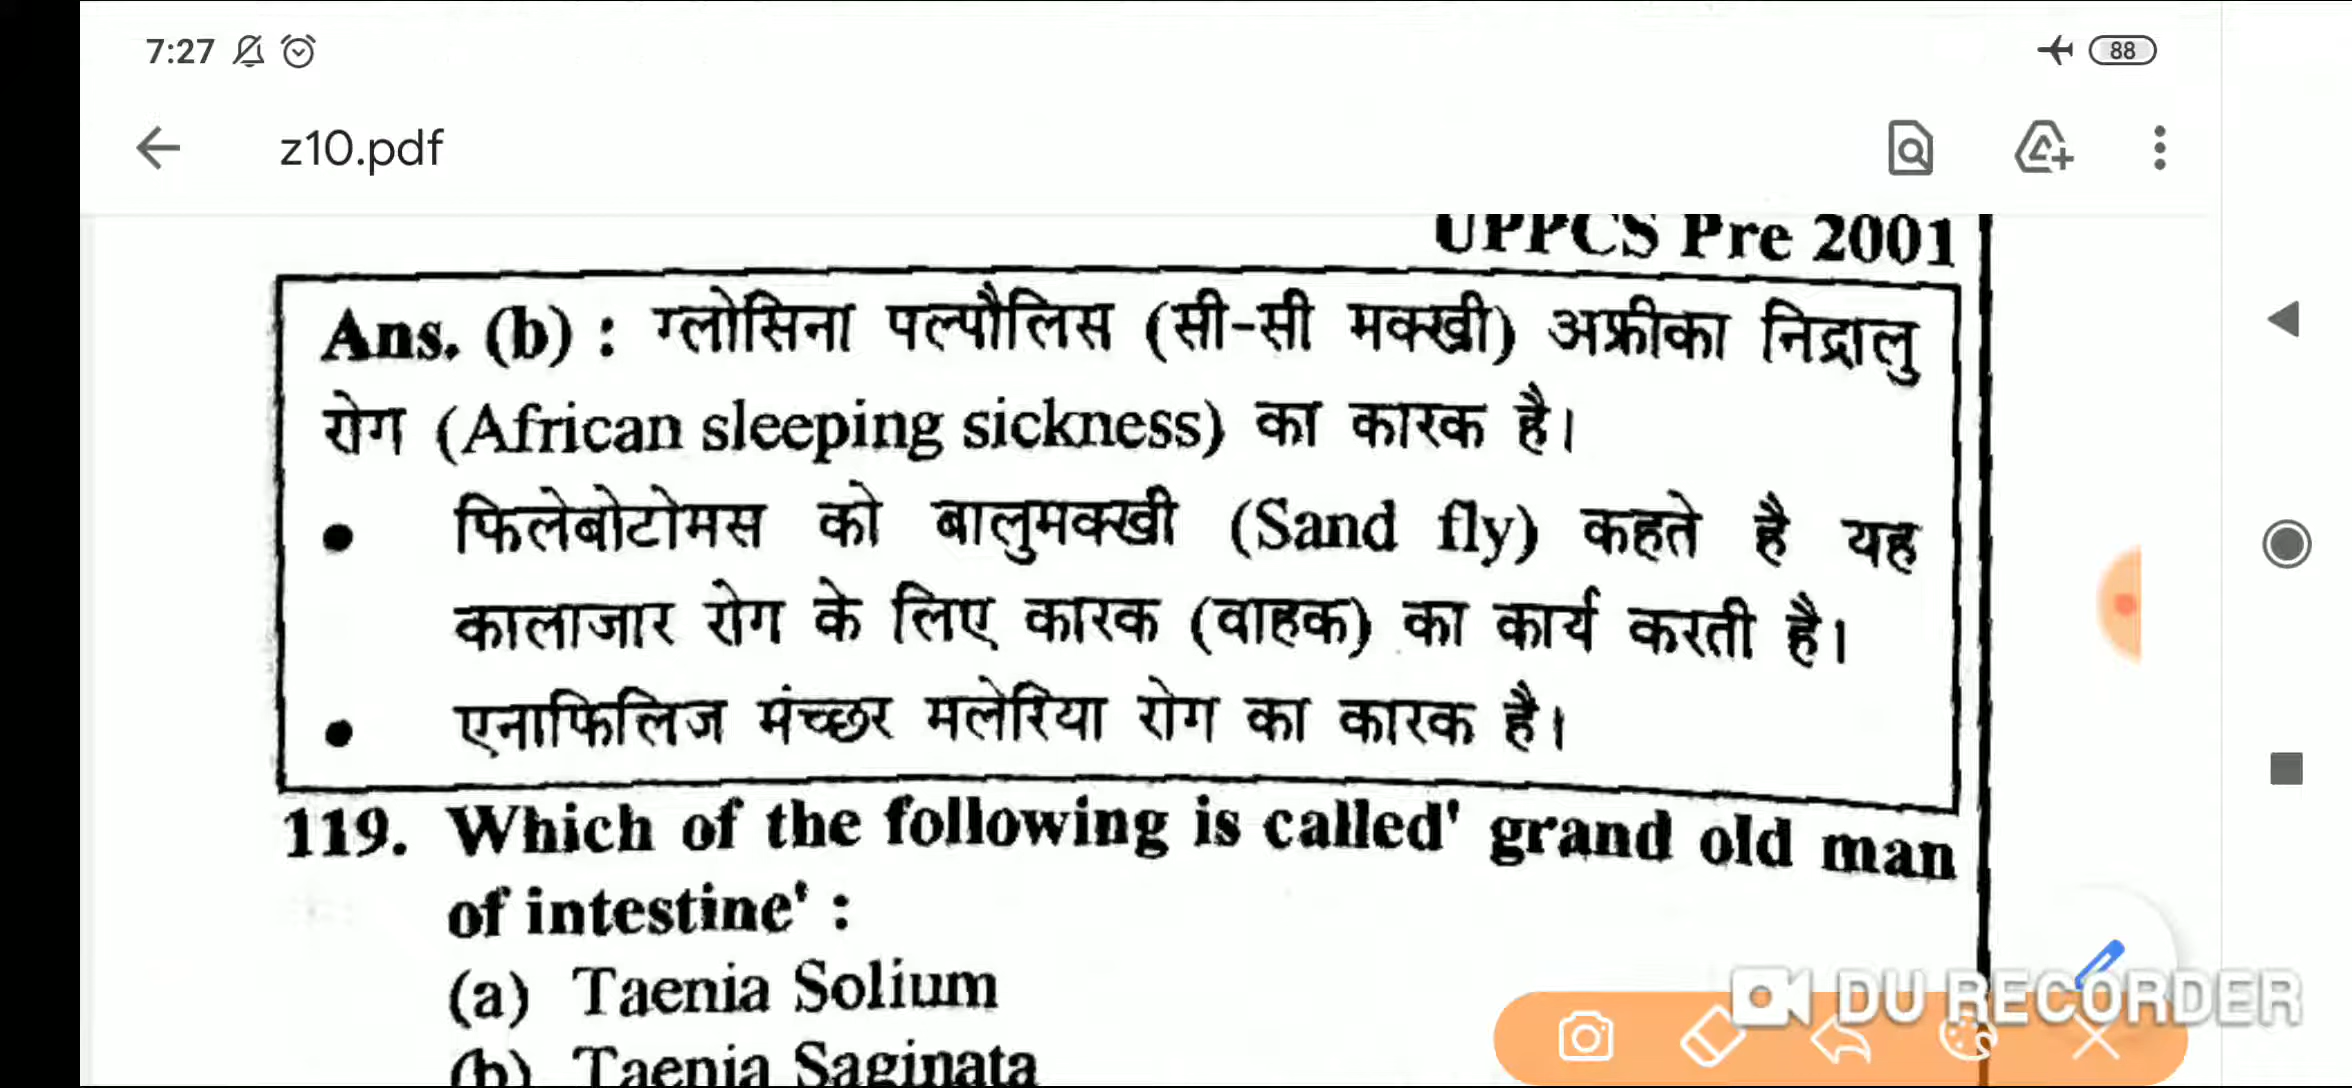 7:27
88
z10.pdf
UPPCS Pre 2001
Ans. (b) : ग्लोसिना पल्पौलिस (सी-सी मक्खी) अफ्रीका निद्रालु
रोग (African sleeping sickness) का कारक है।
• फिलेबोटोमस को बालुमक्खी (Sand fly) कहते है यह
कालाजार रोग के लिए कारक (वाहक) का कार्य करती है।
• एनाफिलिज मंच्छर मलेरिया रोग का कारक है।
119. Which of the following is called' grand old man
of intestine' :
(a) Taenia Solium
(b) Taenia Saginata
DU RECORDER